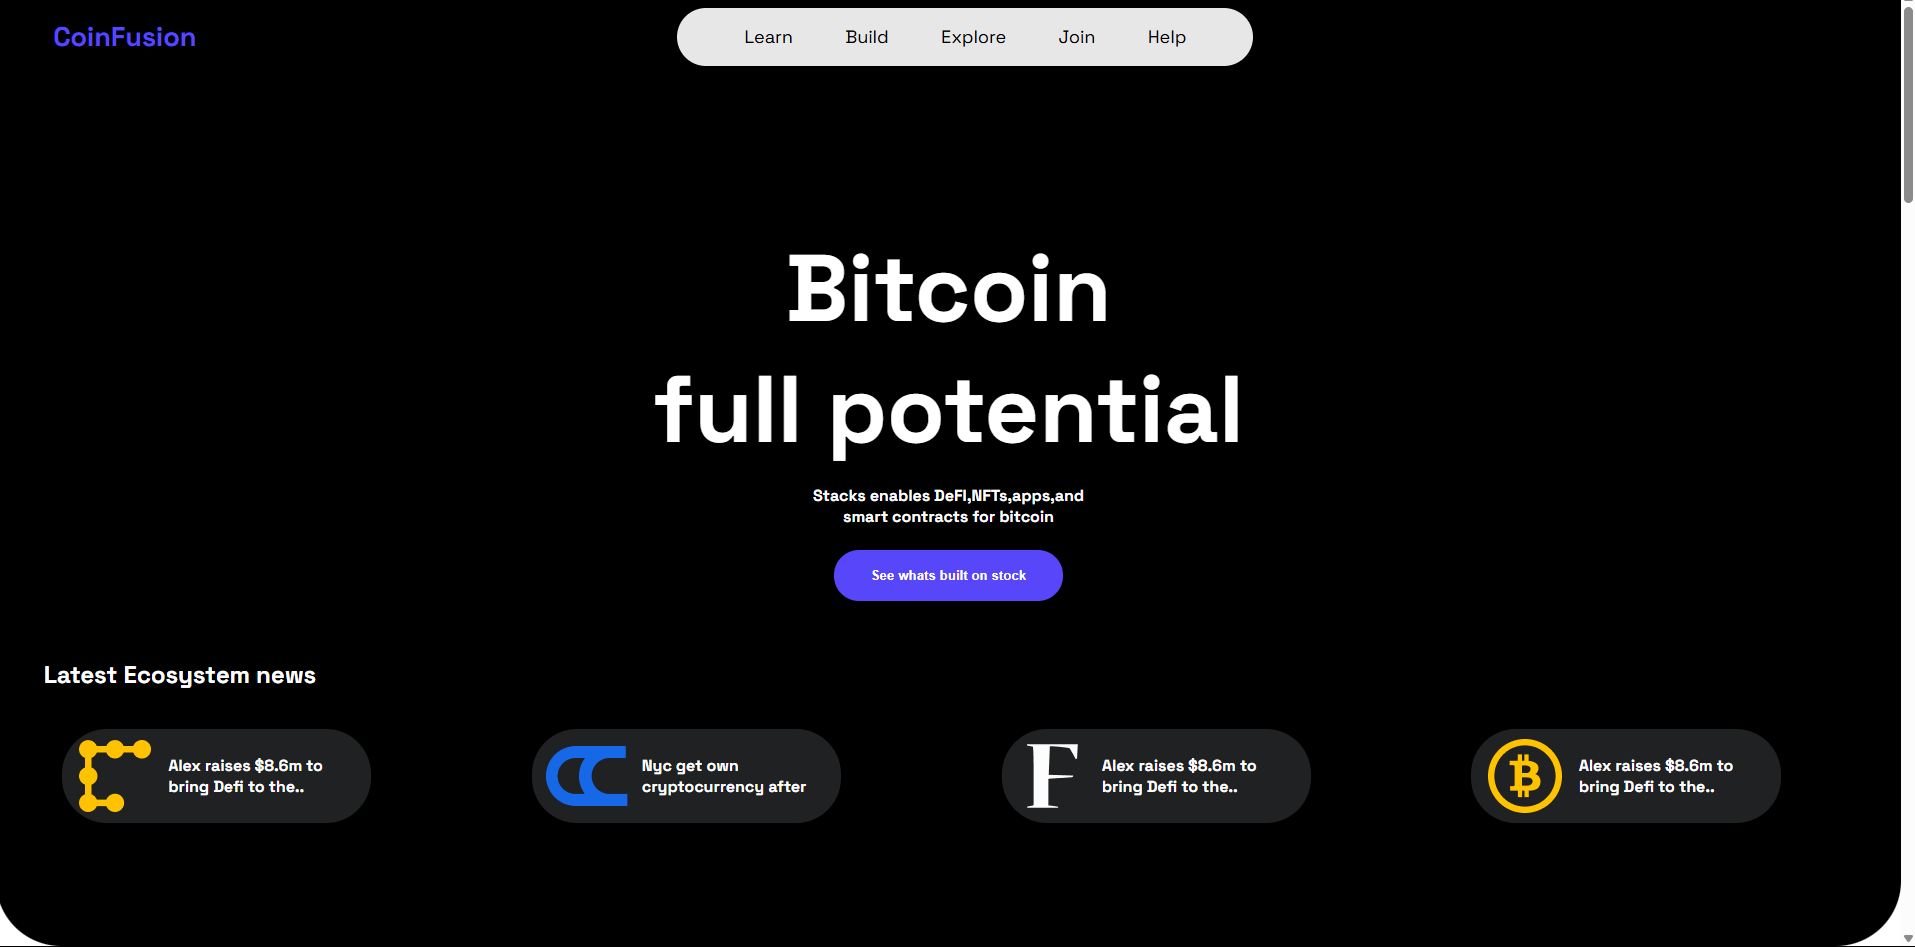 CoinFusion
Learn Build Explore Join Help
Bitcoin
full potential
Stacks enables DeFI,NFTs,apps,and
smart contracts for bitcoin
See whats built on stock
Latest Ecosystem news
Alex raises $8.6m to
bring Defi to the..
Nyc get own
cryptocurrency after
F
Alex raises $8.6m to
bring Defi to the..
Alex raises $8.6m to
bring Defi to the..